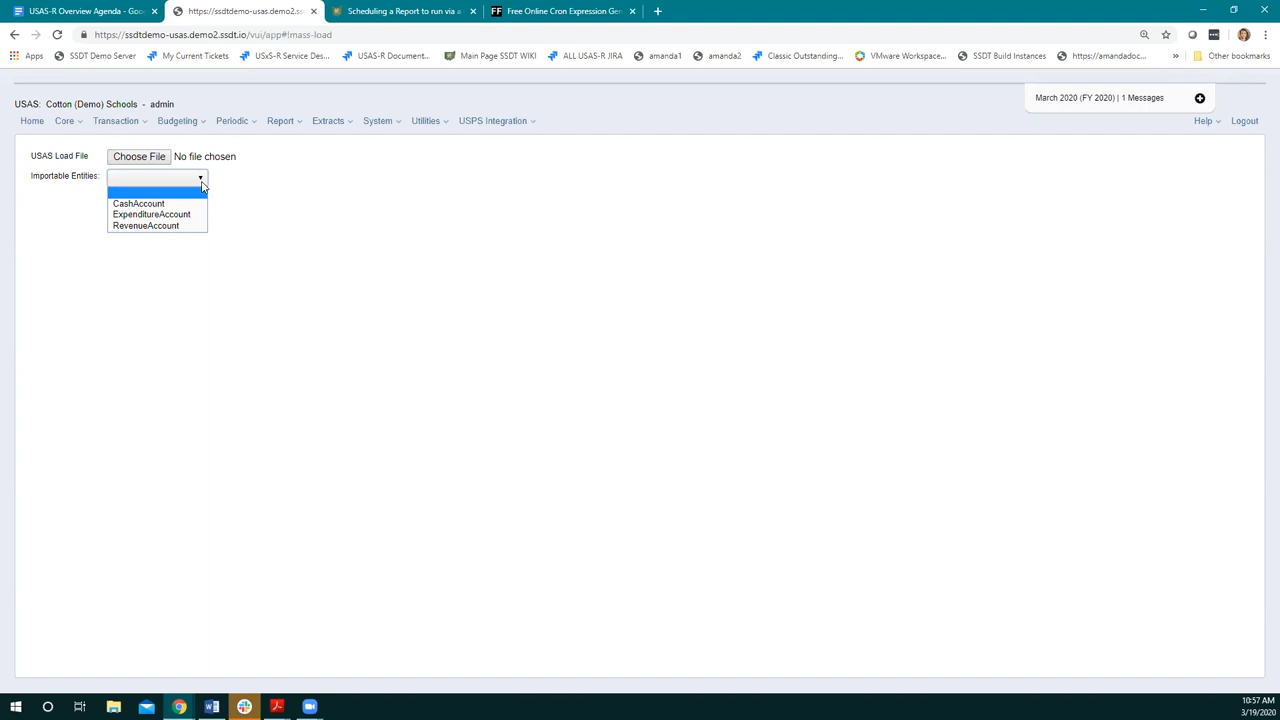 USAS-R Overview Agenda - Goo
https://ssdtdemo-usas.demo2.ss
Scheduling a Report to run via a
Free Online Cron Expression Gen
https://ssdtdemo-usas.demo2.ssdt.io/vui/app#!mass-load
Apps
SSDT Demo Server
My Current Tickets
USxS-R Service Des...
USAS-R Document...
Main Page SSDT WIKI
ALL USAS-R JIRA
amanda1
amanda2
Classic Outstanding...
VMware Workspace...
SSDT Build Instances
https://amandadoc...
»
Other bookmarks
March 2020 (FY 2020) | 1 Messages
USAS: Cotton (Demo) Schools - admin
Home Core Transaction Budgeting Periodic Report Extracts System Utilities USPS Integration Help Logout
USAS Load File Choose File No file chosen
Importable Entities:
CashAccount
ExpenditureAccount
RevenueAccount
10:57 AM
3/19/2020